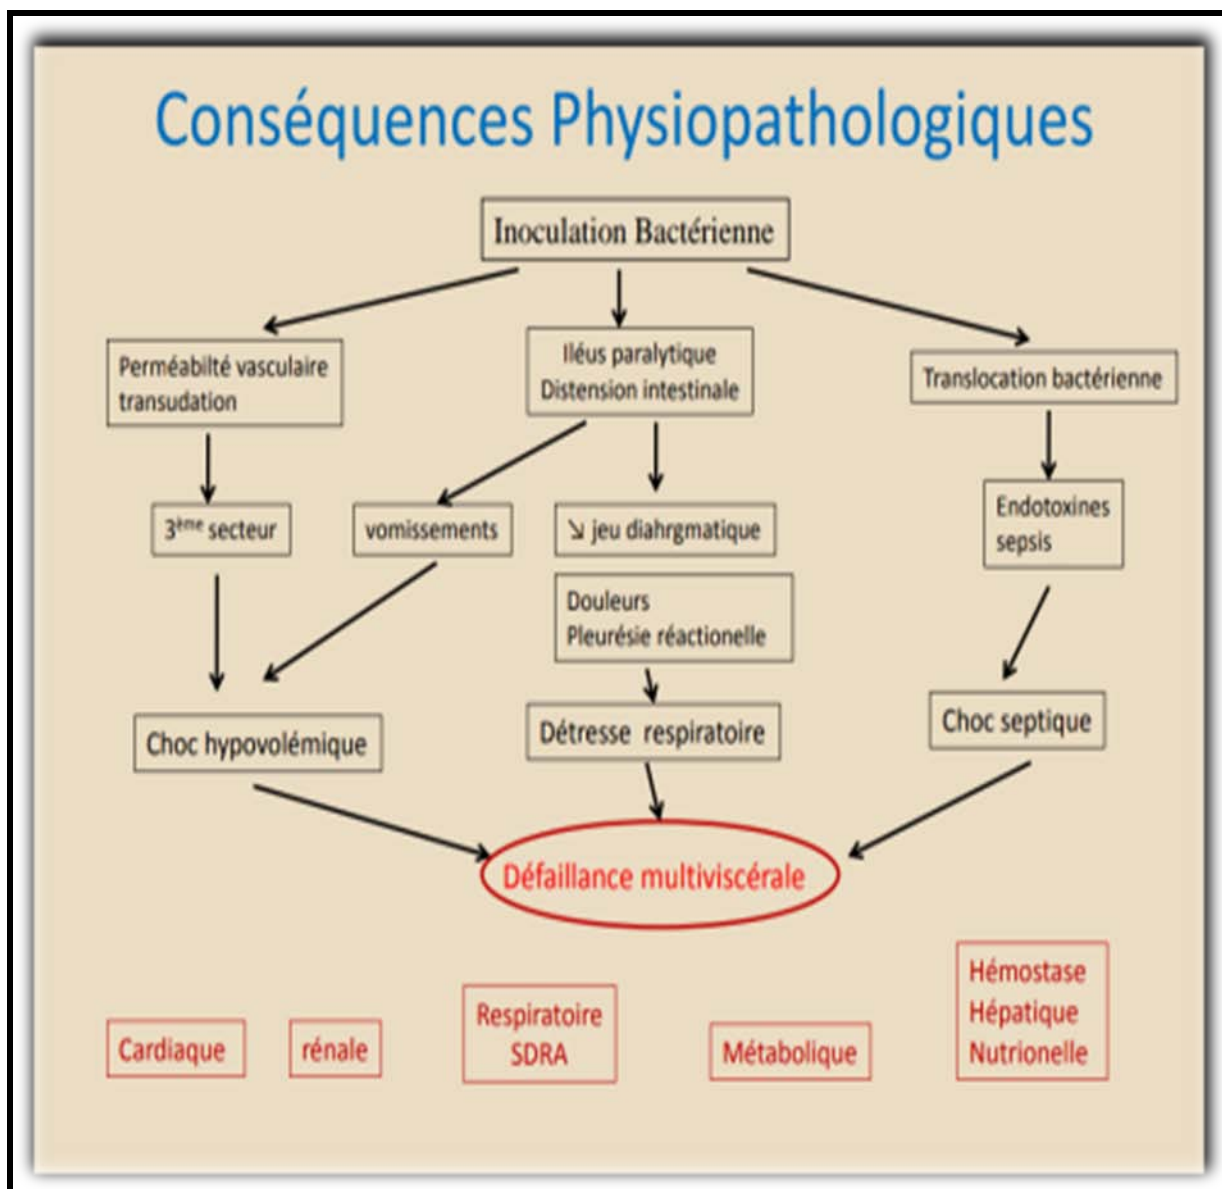 Conséquences Physiopathologiques
Inoculation Bactérienne
Perméabilté vasculaire
transudation
Iléus paralytique
Distension intestinale
Translocation bactérienne
3ème secteur
vomissements
↘ jeu diahrgmatique
Endotoxines
sepsis
Douleurs
Pleurésie réactionelle
Choc hypovolémique
Détresse respiratoire
Choc septique
Défaillance multiviscérale
Cardiaque
rénale
Respiratoire
SDRA
Métabolique
Hémostase
Hépatique
Nutrionelle